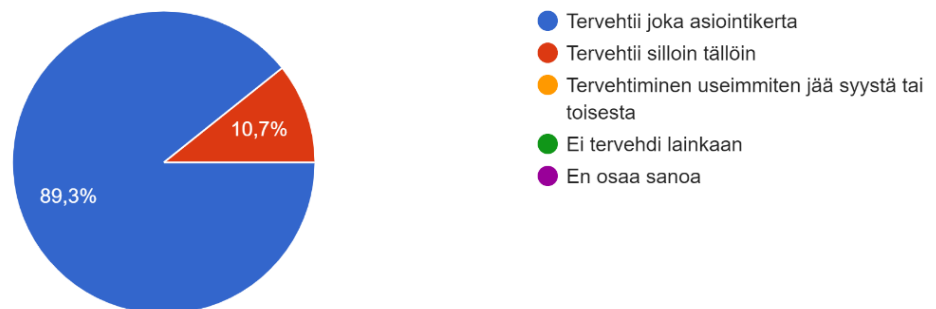 Tervehtii joka asiointikerta
Tervehtii silloin tällöin
Tervehtiminen useimmiten jää syystä tai
toisesta
Ei tervehdi lainkaan
En osaa sanoa
10,7%
89,3%